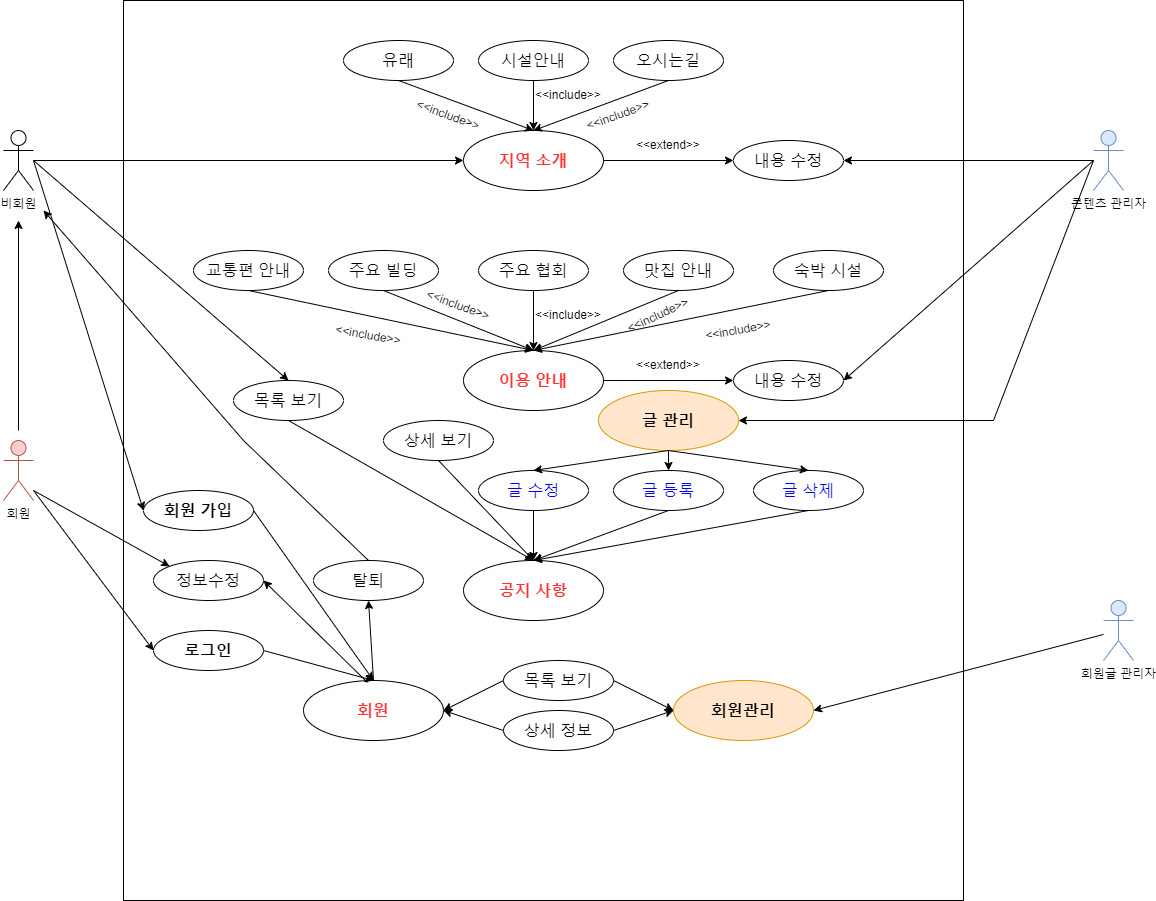 유래
시설안내
오시는길
<<include>>
<<include>>
<<include>>
지역 소개
<<extend>>
내용 수정
비회원
콘텐츠 관리자
교통편 안내
주요 빌딩
주요 협회
맛집 안내
숙박 시설
<<include>>
<<include>>
<<include>>
<<include>>
<<include>>
이용 안내
<<extend>>
내용 수정
목록 보기
글 관리
상세 보기
글 수정
글 등록
글 삭제
회원
회원 가입
정보수정
탈퇴
공지 사항
로그인
회원글 관리자
목록 보기
회원
회원관리
상세 정보